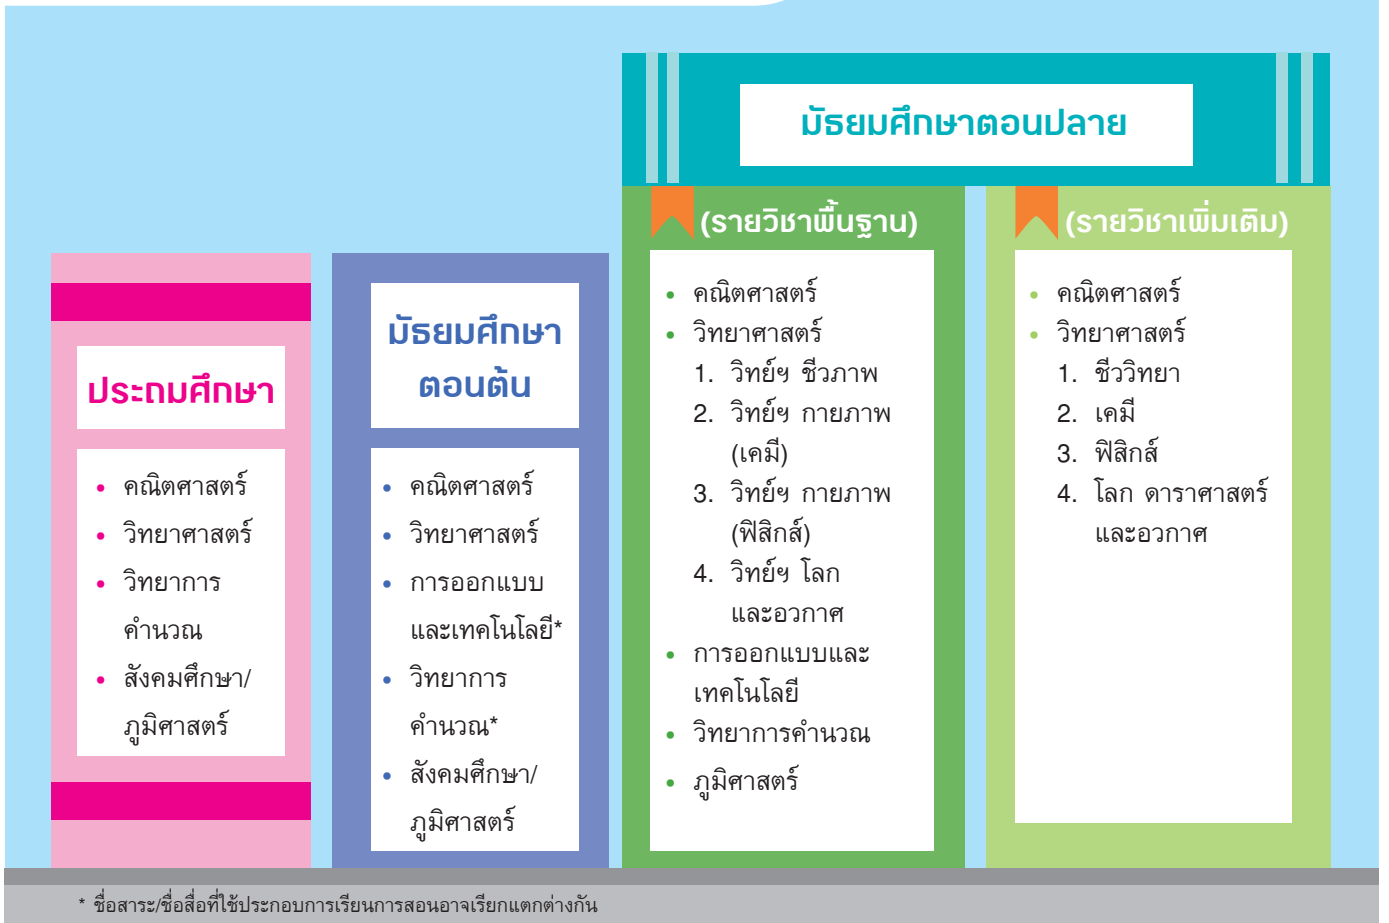 ประถมศึกษา
• คณิตศาสตร์
• วิทยาศาสตร์
• วิทยาการ
คำนวณ
• สังคมศึกษา/
ภูมิศาสตร์
มัธยมศึกษา
ตอนต้น
• คณิตศาสตร์
• วิทยาศาสตร์
• การออกแบบ
และเทคโนโลยี*
• วิทยาการ
คำนวณ*
• สังคมศึกษา/
ภูมิศาสตร์
มัธยมศึกษาตอนปลาย
(รายวิชาพื้นฐาน)
• คณิตศาสตร์
• วิทยาศาสตร์
1. วิทย์ฯ ชีวภาพ
2. วิทย์ฯ กายภาพ
(เคมี)
3. วิทย์ฯ กายภาพ
(ฟิสิกส์)
4. วิทย์ฯ โลก
และอวกาศ
• การออกแบบและ
เทคโนโลยี
• วิทยาการคำนวณ
• ภูมิศาสตร์
(รายวิชาเพิ่มเติม)
• คณิตศาสตร์
• วิทยาศาสตร์
1. ชีววิทยา
2. เคมี
3. ฟิสิกส์
4. โลก ดาราศาสตร์
และอวกาศ
* ชื่อสาระ/ชื่อสื่อที่ใช้ประกอบการเรียนการสอนอาจเรียกแตกต่างกัน